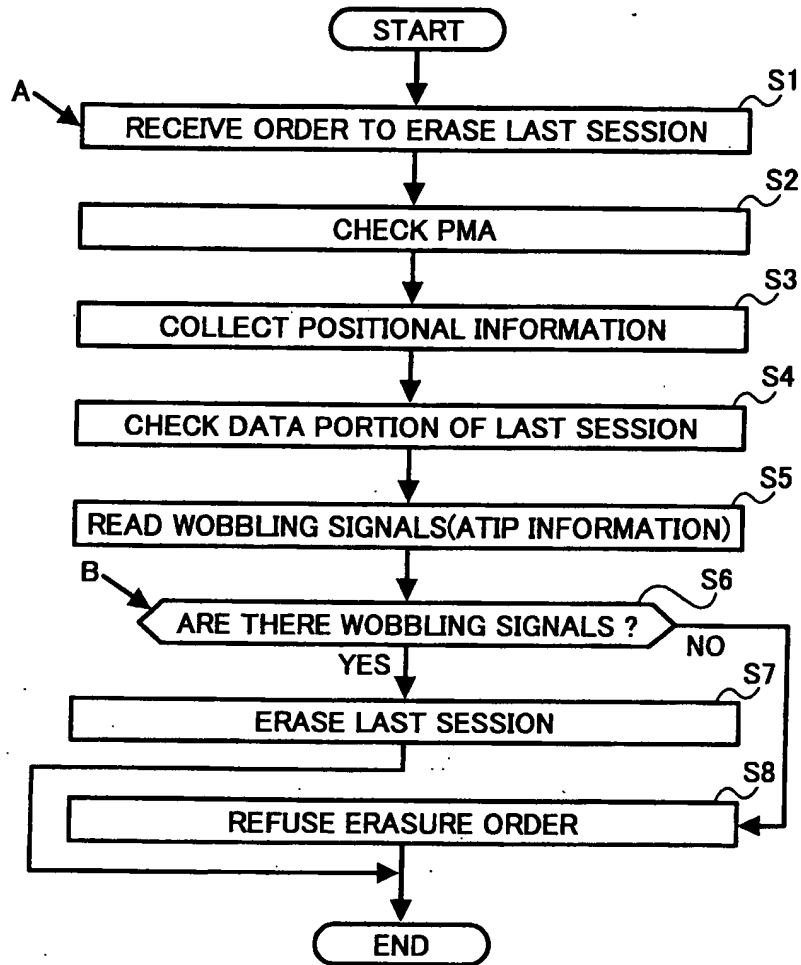 START
A
S1
RECEIVE ORDER TO ERASE LAST SESSION
S2
CHECK PMA
S3
COLLECT POSITIONAL INFORMATION
S4
CHECK DATA PORTION OF LAST SESSION
S5
READ WOBBLING SIGNALS(ATIP INFORMATION)
B
S6
ARE THERE WOBBLING SIGNALS ?
YES
NO
S7
ERASE LAST SESSION
S8
REFUSE ERASURE ORDER
END